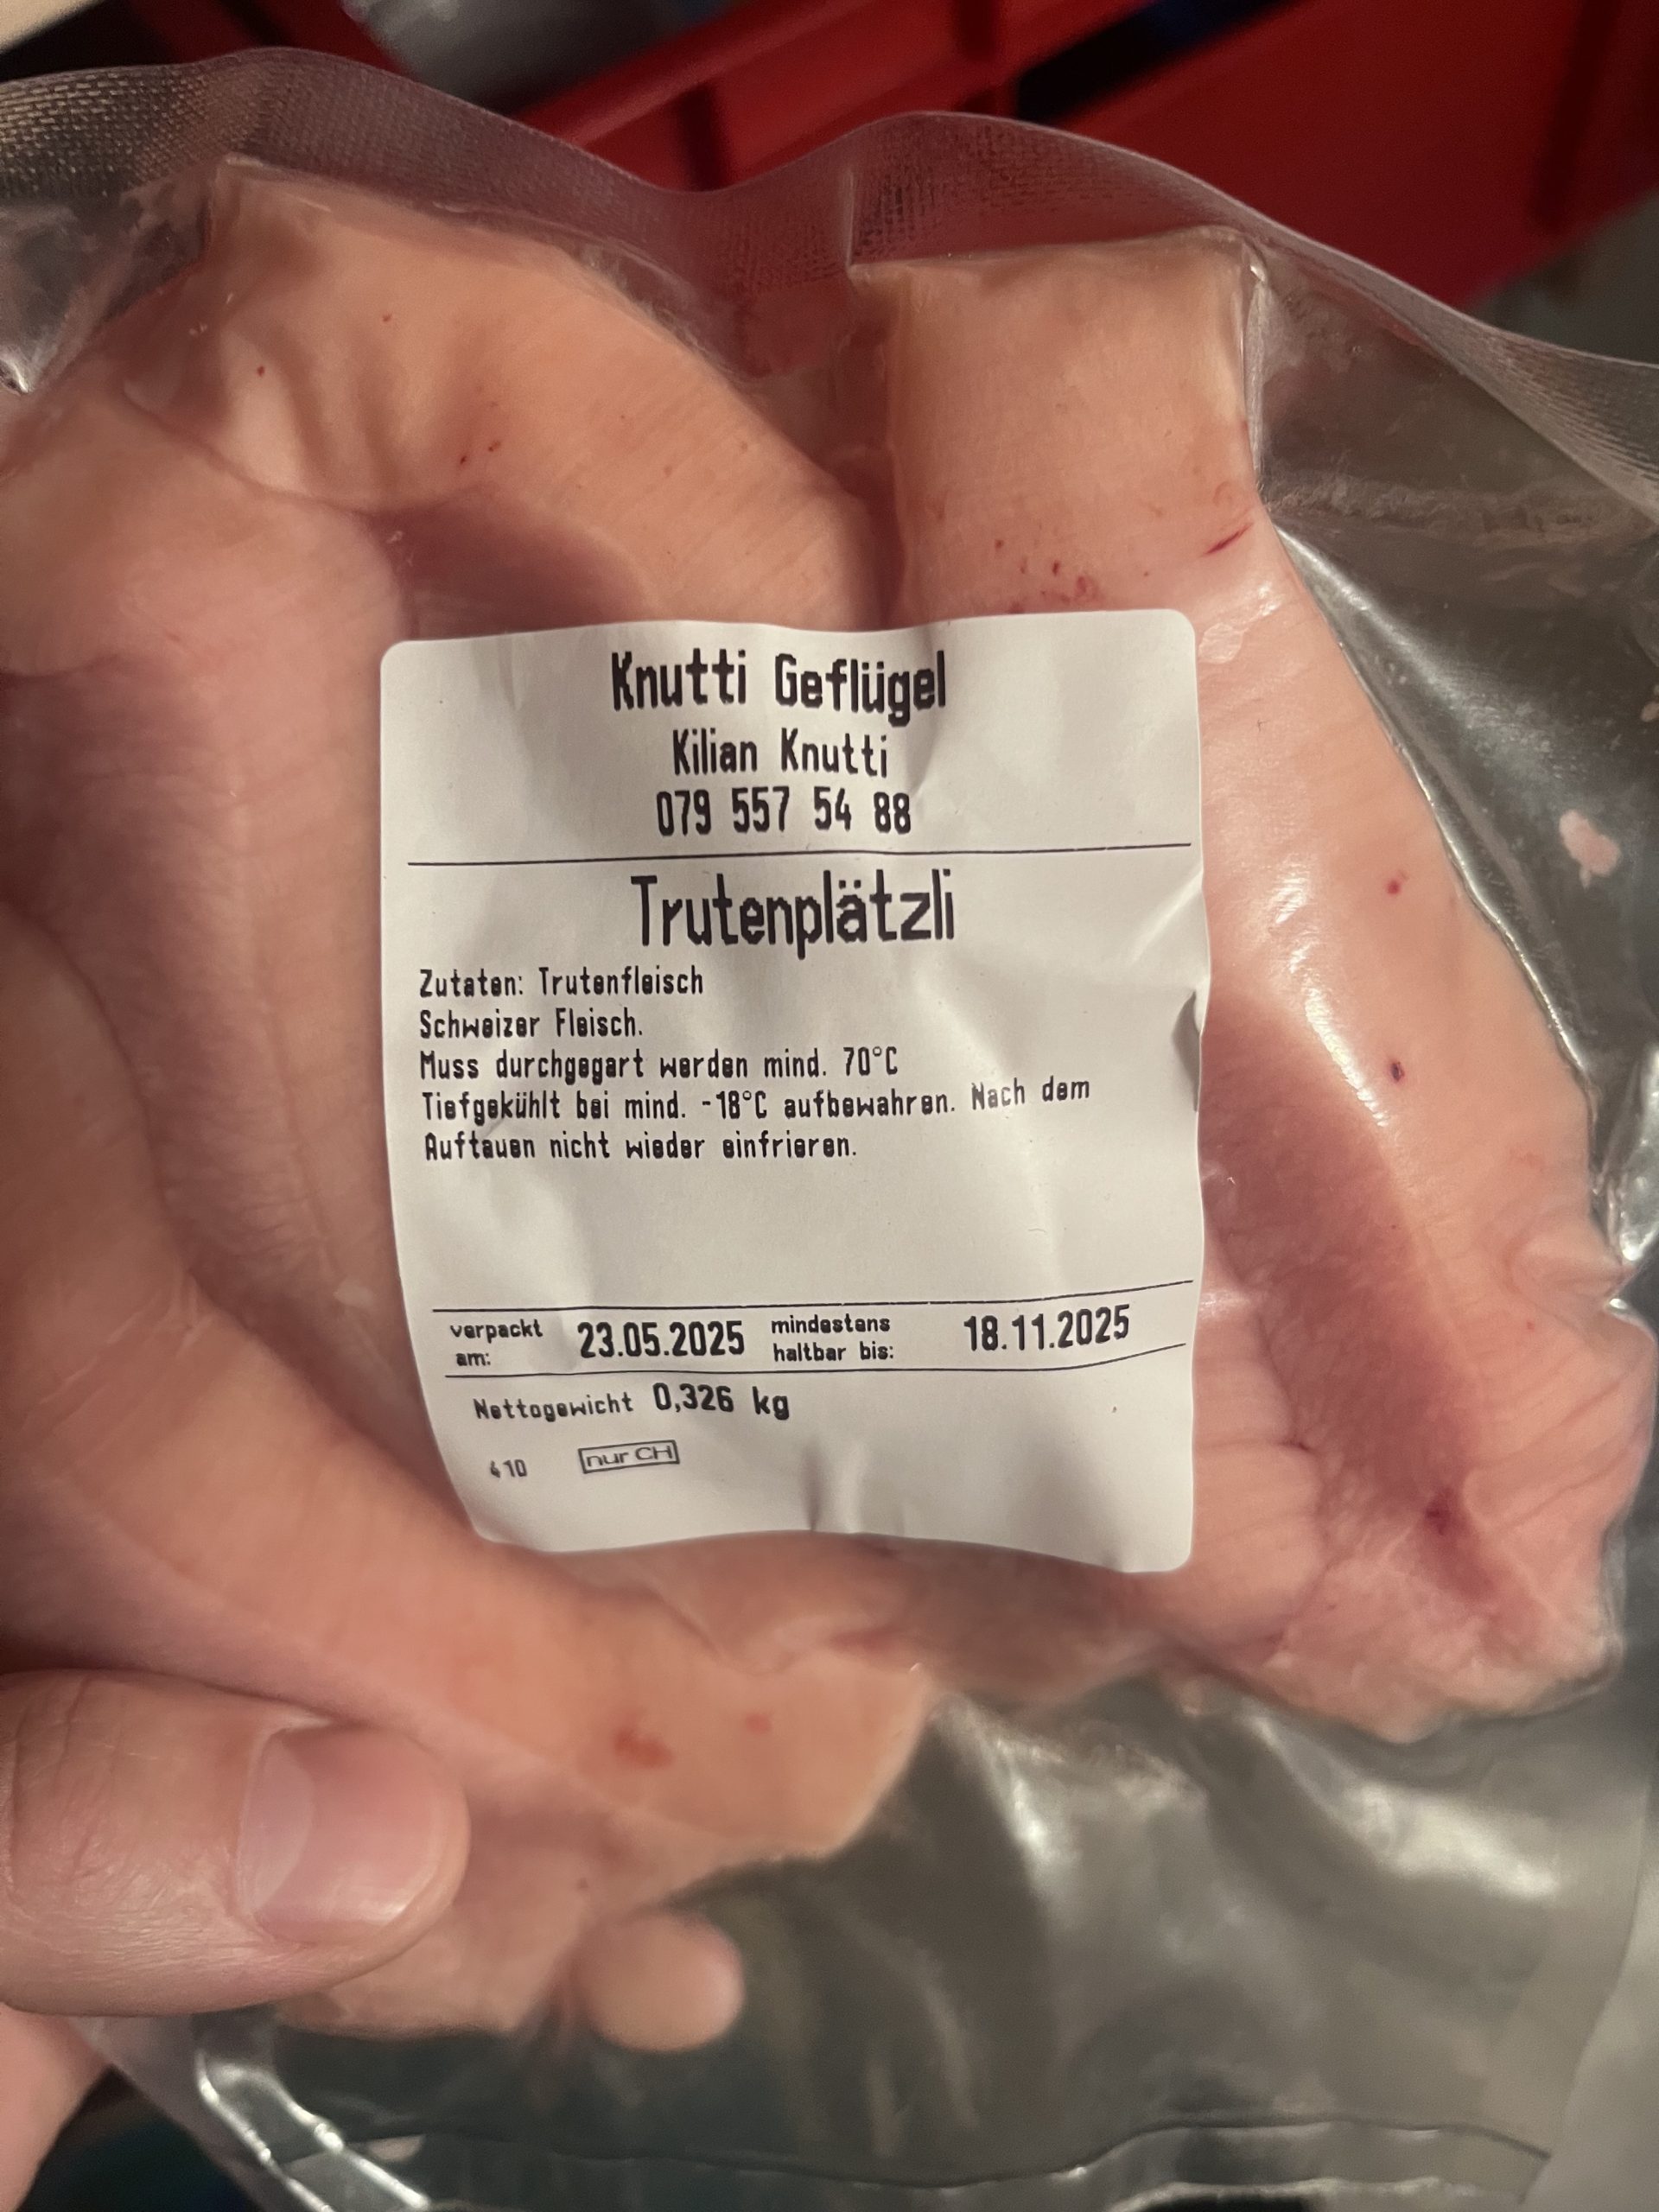 Knutti Geflügel
Kilian Knutti
079 557 54 88
Trutenplätzli
Zutaten: Trutenfleisch
Schweizer Fleisch.
Muss durchgegart werden mind. 70°C
Tiefgekühlt bei mind. -18°C aufbewahren. Nach dem
Auftauen nicht wieder einfrieren.
verpackt am: 23.05.2025 mindestens haltbar bis: 18.11.2025
Nettogewicht 0,326 kg
410 nur CH